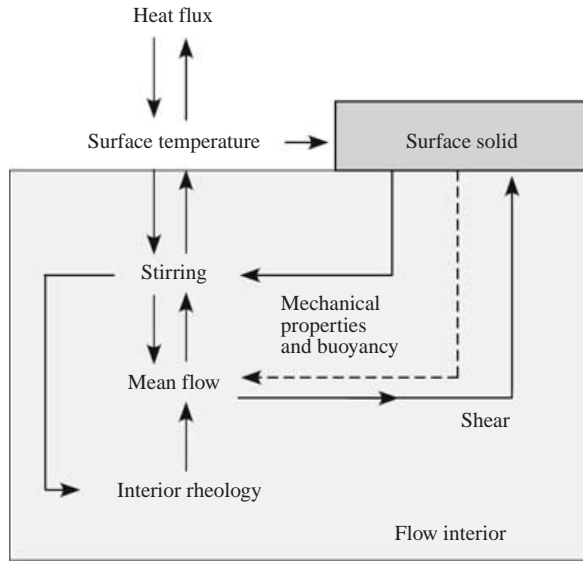 Heat flux
Surface temperature
Surface solid
Stirring
Mechanical
properties
and buoyancy
Mean flow
Shear
Interior rheology
Flow interior